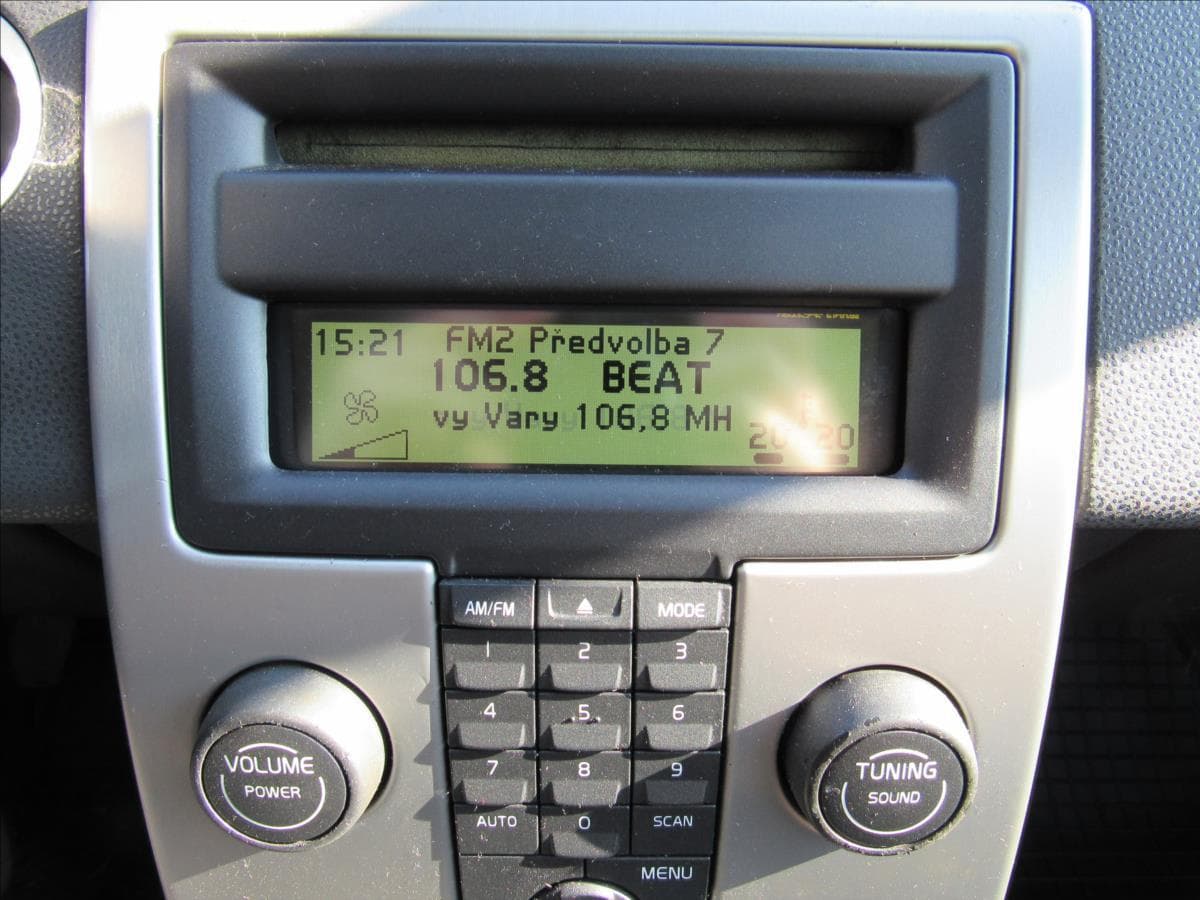 15:21 FM2 Předvolba 7
106.8 BEAT
vy Vary 106,8 MH
20 20
AM/FM MODE
1 2 3
4 5 6
7 8 9
AUTO 0 SCAN
MENU
VOLUME
POWER
TUNING
SOUND